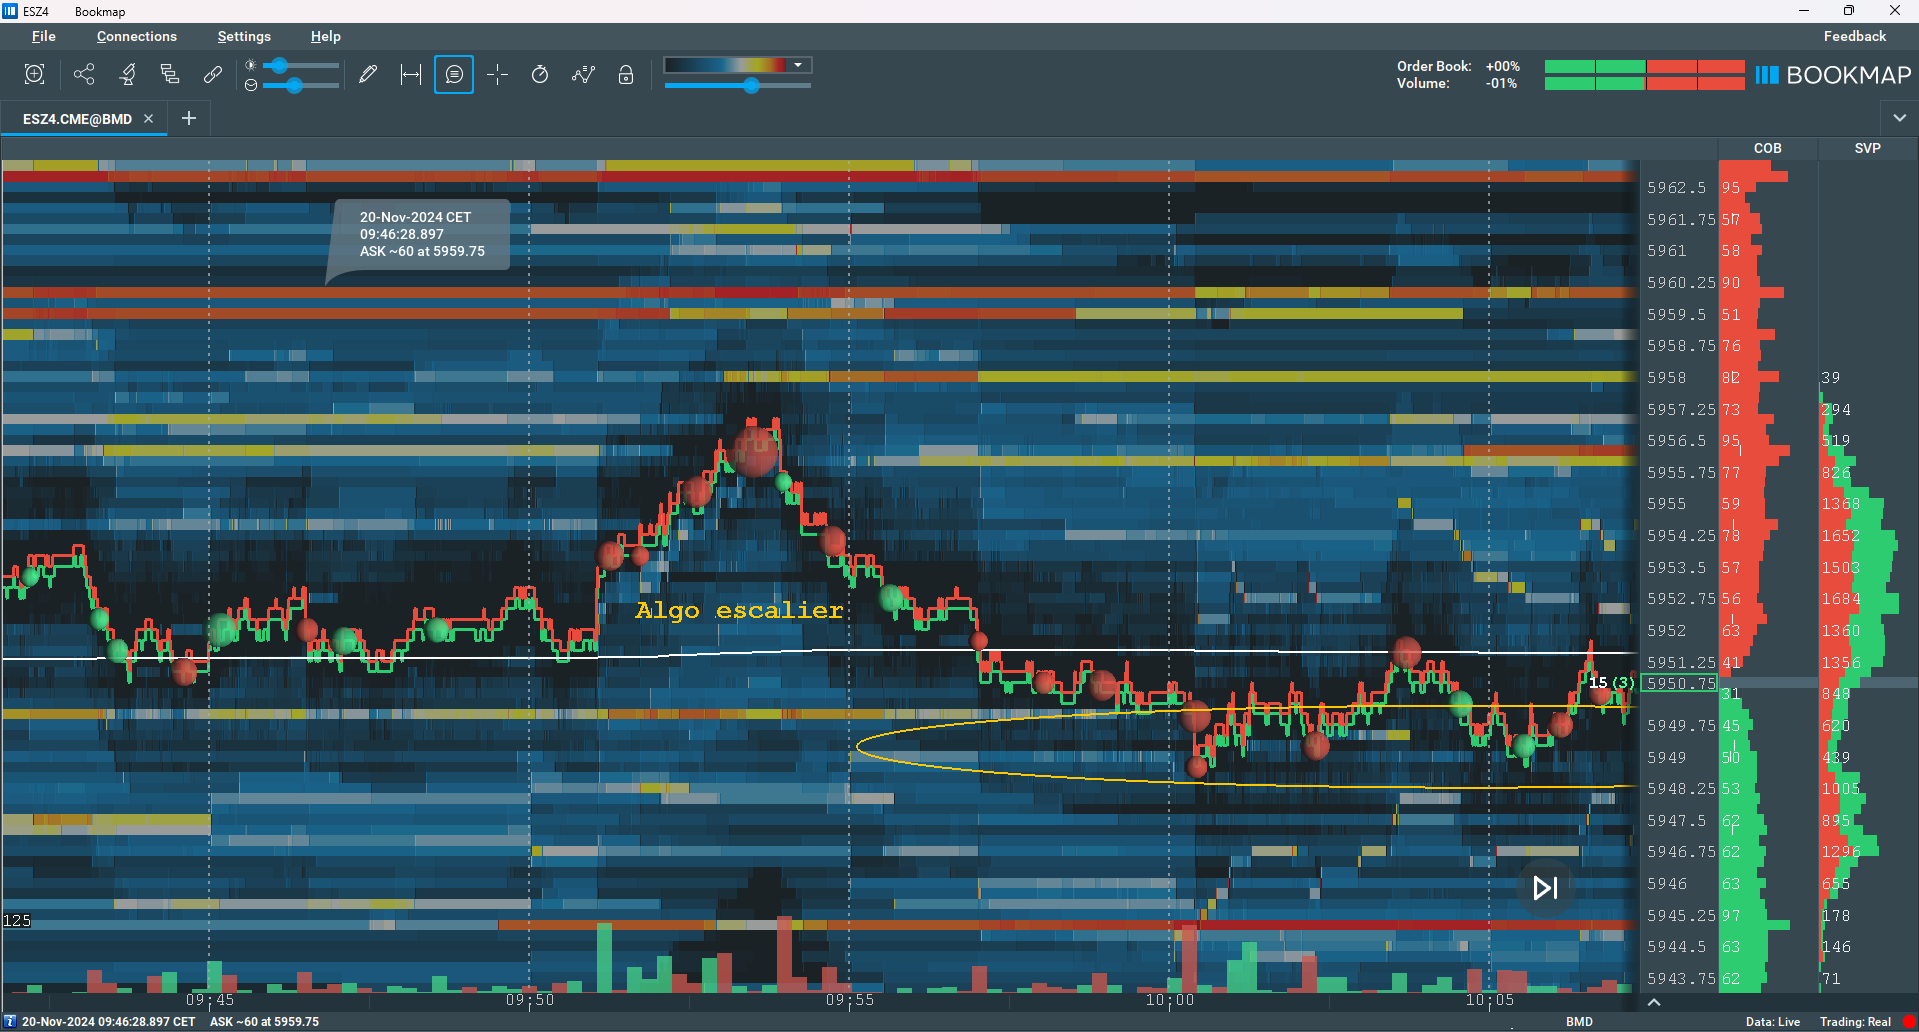 ESZ4 Bookmap
File Connections Settings Help Feedback
Order Book: +00%
Volume: -01%
BOOKMAP
ESZ4.CME@BMD
COB SVP
20-Nov-2024 CET
09:46:28.897
ASK ~60 at 5959.75
5962.5 95
5961.75 57
5961 58
5960.25 90
5959.5 51
5958.75 76
5958 82 39
5957.25 73 294
5956.5 95 519
5955.75 77 826
5955 59 1368
5954.25 78 1652
5953.5 57 1503
5952.75 56 1684
Algo escalier
5952 63 1360
5951.25 41 1356
15 (3) 5950.75
31 848
5949.75 45 620
5949 50 439
5948.25 53 1005
5947.5 62 895
5946.75 62 1296
5946 63 655
125
5945.25 97 178
5944.5 63 146
5943.75 62 71
09:45 09:50 09:55 10:00 10:05
20-Nov-2024 09:46:28.897 CET ASK ~60 at 5959.75 BMD Data: Live Trading: Real